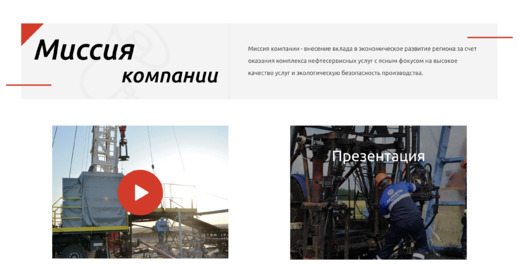 Миссия
компании
Миссия компании - внесение вклада в экономическое развитие региона за счет
оказания комплекса нефтесервисных услуг с ясным фокусом на высокое
качество услуг и экологическую безопасность производства.
Презентация